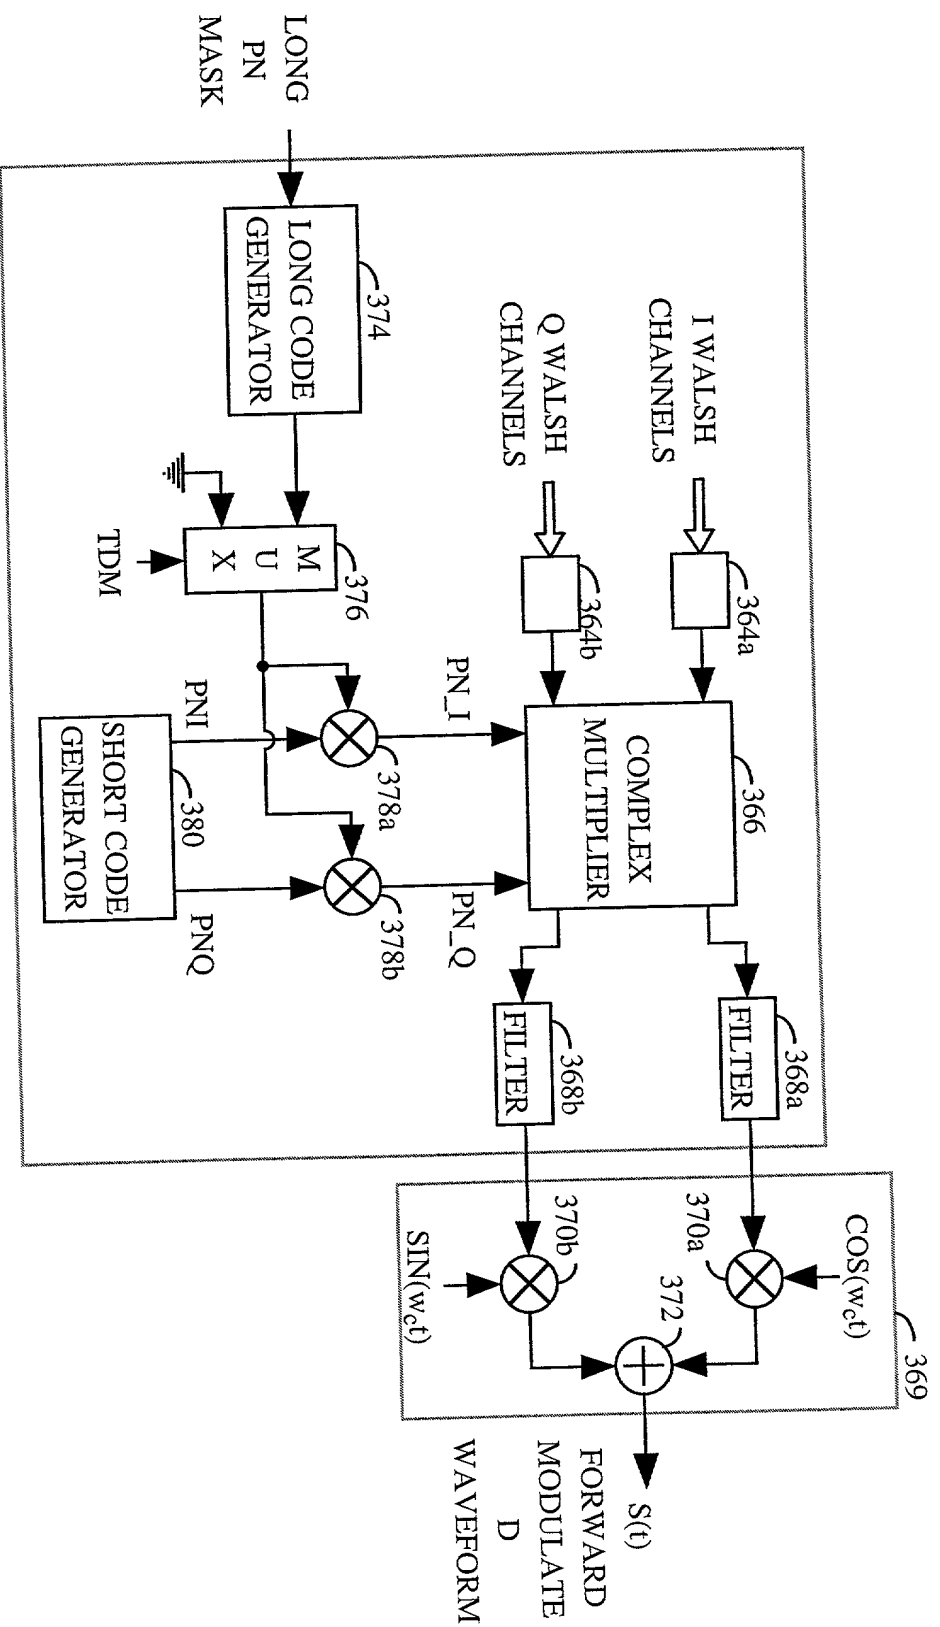 I WALSH
CHANNELS
364a
Q WALSH
CHANNELS
364b
COMPLEX
MULTIPLIER
366
FILTER
368a
FILTER
368b
COS(wct)
370a
369
372
S(t)
370b
SIN(wct)
FORWARD
MODULATE
D
WAVEFORM
LONG
PN
MASK
LONG CODE
GENERATOR
374
M
U
X
376
TDM
PN_I
378a
PN_Q
378b
PNI
PNQ
SHORT CODE
GENERATOR
380